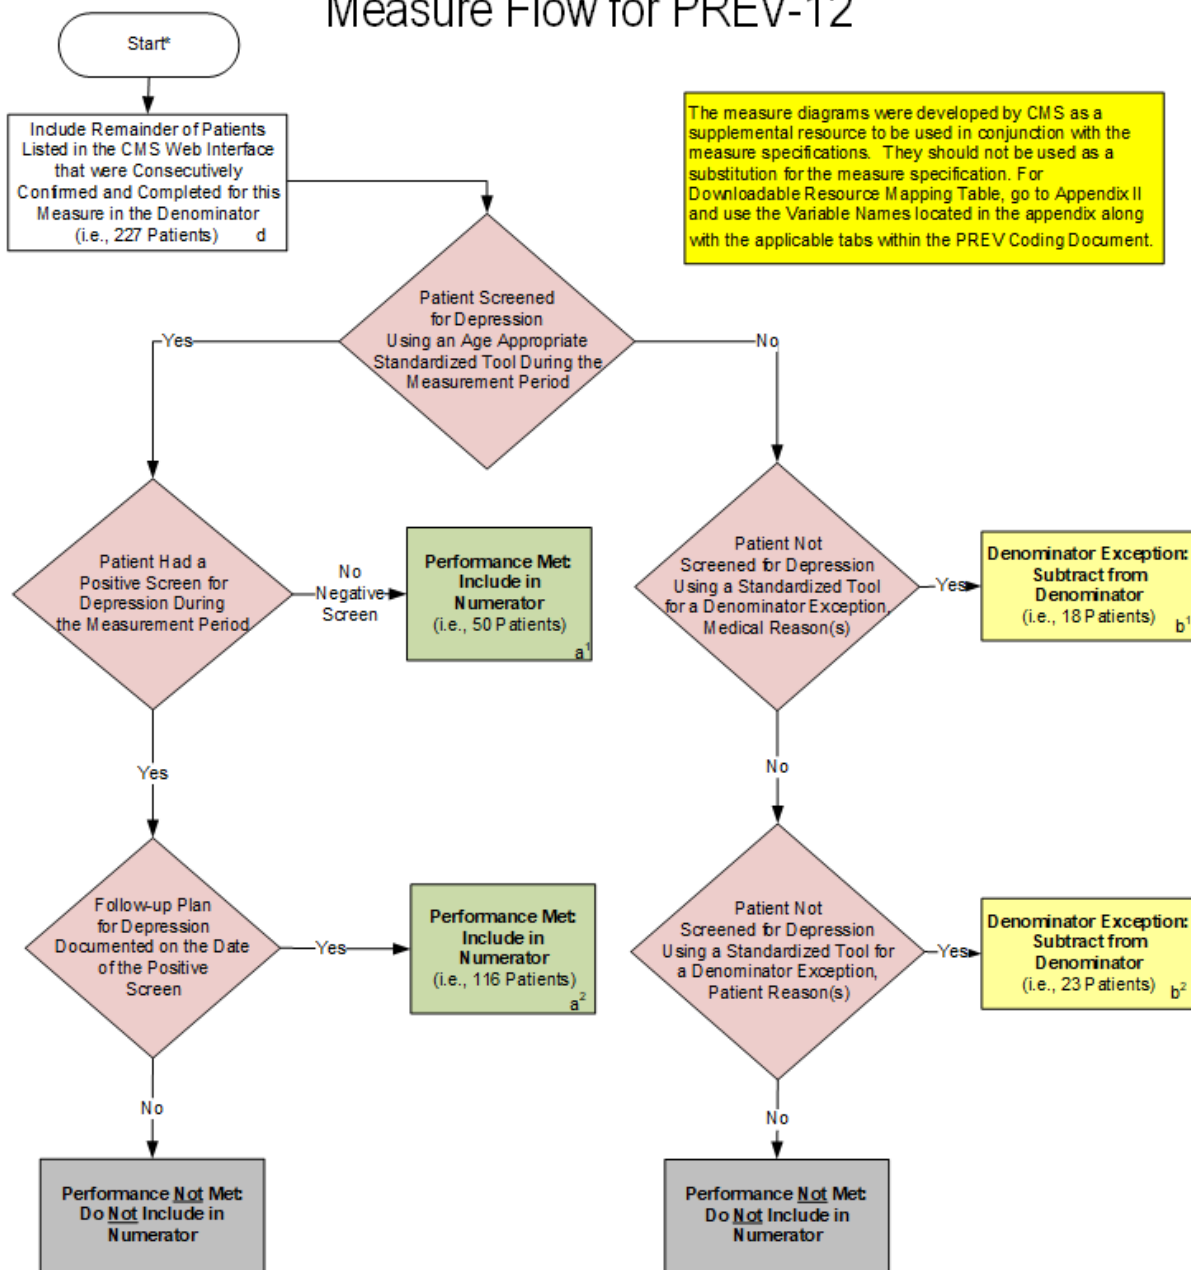 Measure Flow for PREV-12
Start*
Include Remainder of Patients
Listed in the CMS Web Interface
that were Consecutively
Confirmed and Completed for this
Measure in the Denominator
(i.e., 227 Patients) d
The measure diagrams were developed by CMS as a
supplemental resource to be used in conjunction with the
measure specifications. They should not be used as a
substitution for the measure specification. For
Downloadable Resource Mapping Table, go to Appendix II
and use the Variable Names located in the appendix along
with the applicable tabs within the PREV Coding Document.
Patient Screened
for Depression
Using an Age Appropriate
Standardized Tool During the
Measurement Period
Yes
No
Patient Had a
Positive Screen for
Depression During
the Measurement Period
No
Negative
Screen
Performance Met:
Include in
Numerator
(i.e., 50 Patients)
a¹
Patient Not
Screened for Depression
Using a Standardized Tool
for a Denominator Exception,
Medical Reason(s)
Yes
Denominator Exception:
Subtract from
Denominator
(i.e., 18 Patients)
b¹
Yes
No
Follow-up Plan
for Depression
Documented on the Date
of the Positive
Screen
Yes
Performance Met:
Include in
Numerator
(i.e., 116 Patients)
a²
Patient Not
Screened for Depression
Using a Standardized Tool for
a Denominator Exception,
Patient Reason(s)
Yes
Denominator Exception:
Subtract from
Denominator
(i.e., 23 Patients)
b²
No
No
Performance Not Met:
Do Not Include in
Numerator
Performance Not Met:
Do Not Include in
Numerator